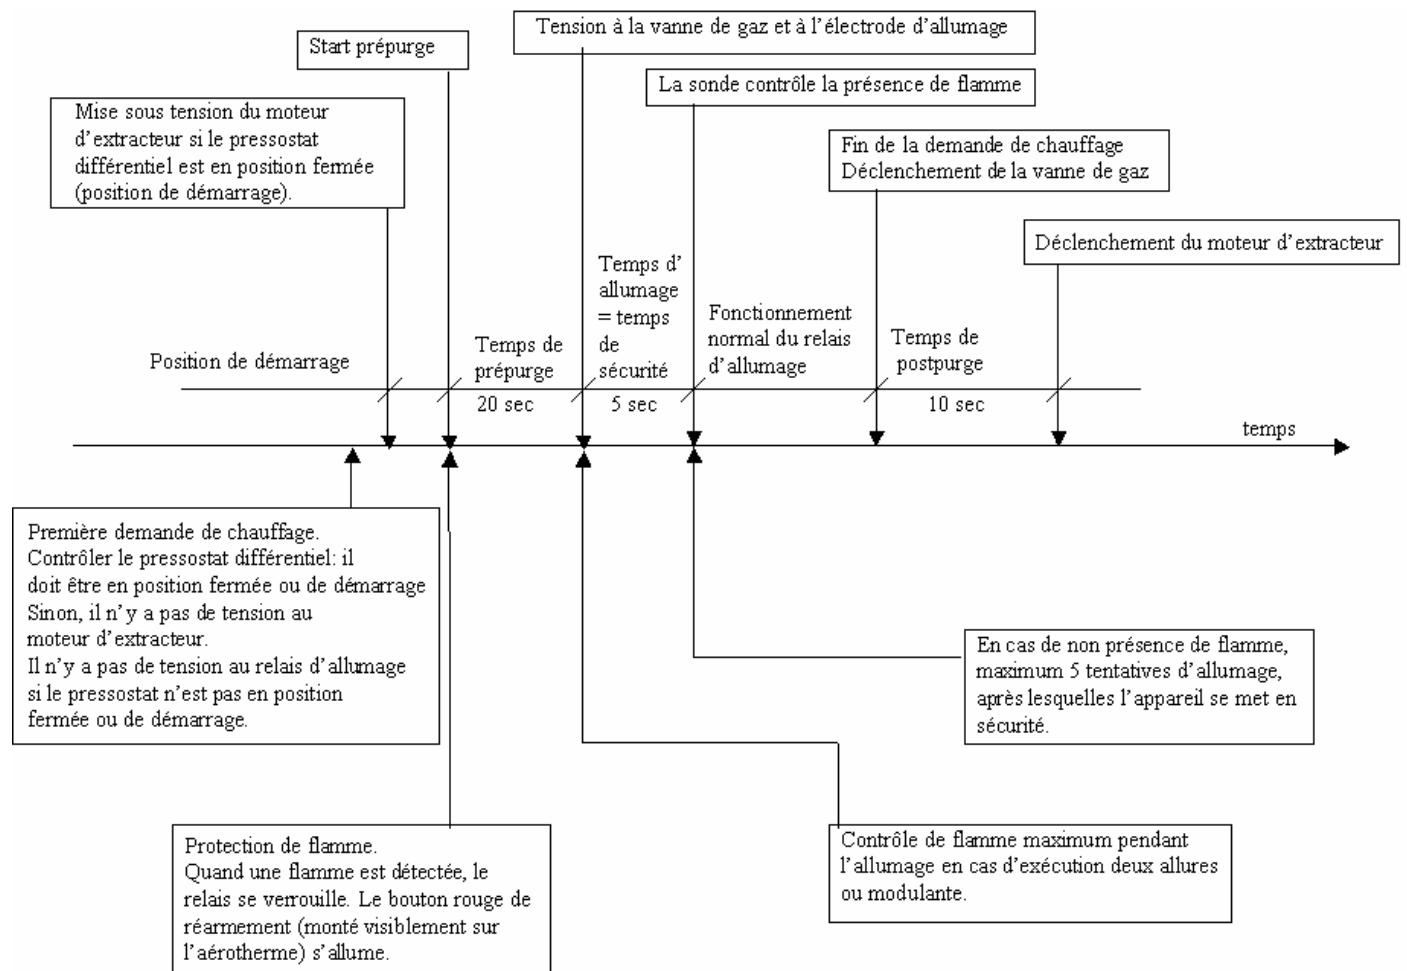 Tension à la vanne de gaz et à l'électrode d'allumage
Start prépurge
La sonde contrôle la présence de flamme
Mise sous tension du moteur
d'extracteur si le pressostat
différentiel est en position fermée
(position de démarrage).
Fin de la demande de chauffage
Déclenchement de la vanne de gaz
Déclenchement du moteur d'extracteur
Position de démarrage
Temps de
prépurge
20 sec
Temps d'
allumage
= temps
de
sécurité
5 sec
Fonctionnement
normal du relais
d'allumage
Temps de
postpurge
10 sec
temps
Première demande de chauffage.
Contrôler le pressostat différentiel: il
doit être en position fermée ou de démarrage
Sinon, il n'y a pas de tension au
moteur d'extracteur.
Il n'y a pas de tension au relais d'allumage
si le pressostat n'est pas en position
fermée ou de démarrage.
En cas de non présence de flamme,
maximum 5 tentatives d'allumage,
après lesquelles l'appareil se met en
sécurité.
Protection de flamme.
Quand une flamme est détectée, le
relais se verrouille. Le bouton rouge de
réarmement (monté visiblement sur
l'aérotherme) s'allume.
Contrôle de flamme maximum pendant
l'allumage en cas d'exécution deux allures
ou modulante.